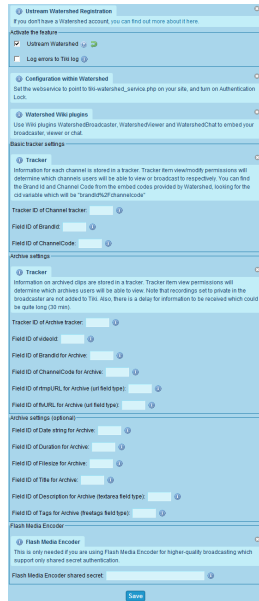 Ustream Watershed Registration
If you don't have a Watershed account, you can find out more about it here.
Activate the feature
Ustream Watershed
Log errors to Tiki log
Configuration within Watershed
Set the webservice to point to tiki-watershed_service.php on your site, and turn on Authentication
Lock.
Watershed Wiki plugins
Use Wiki plugins WatershedBroadcaster, WatershedViewer and WatershedChat to embed your
broadcaster, viewer or chat.
Basic tracker settings
Tracker
Information for each channel is stored in a tracker. Tracker item view/modify permissions will
determine which channels users will be able to view or broadcast to respectively. You can find
the Brand Id and Channel Code from the embed codes provided by Watershed, looking for the
cid variable which will be "brandId%2Fchannelcode"
Tracker ID of Channel tracker:
Field ID of BrandId:
Field ID of ChannelCode:
Archive settings
Tracker
Information on archived clips are stored in a tracker. Tracker item view permissions will
determine which archives users will be able to view. Note that recordings set to private in the
broadcaster are not added to Tiki. Also, there is a delay for information to be received which could
be quite long (30 min).
Tracker ID of Archive tracker:
Field ID of videoId:
Field ID of BrandId for Archive:
Field ID of ChannelCode for Archive:
Field ID of rtmpURL for Archive (url field type):
Field ID of flvURL for Archive (url field type):
Archive settings (optional)
Field ID of Date string for Archive:
Field ID of Duration for Archive:
Field ID of Filesize for Archive:
Field ID of Title for Archive:
Field ID of Description for Archive (textarea field type):
Field ID of Tags for Archive (freetags field type):
Flash Media Encoder
Flash Media Encoder
This is only needed if you are using Flash Media Encoder for higher-quality broadcasting which
support only shared secret authentication.
Flash Media Encoder shared secret:
Save